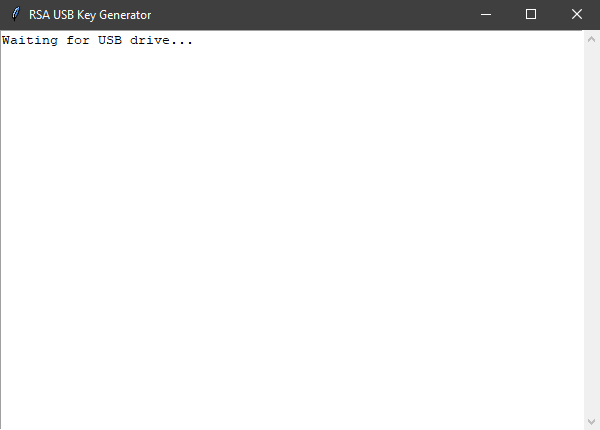 RSA USB Key Generator
Waiting for USB drive...